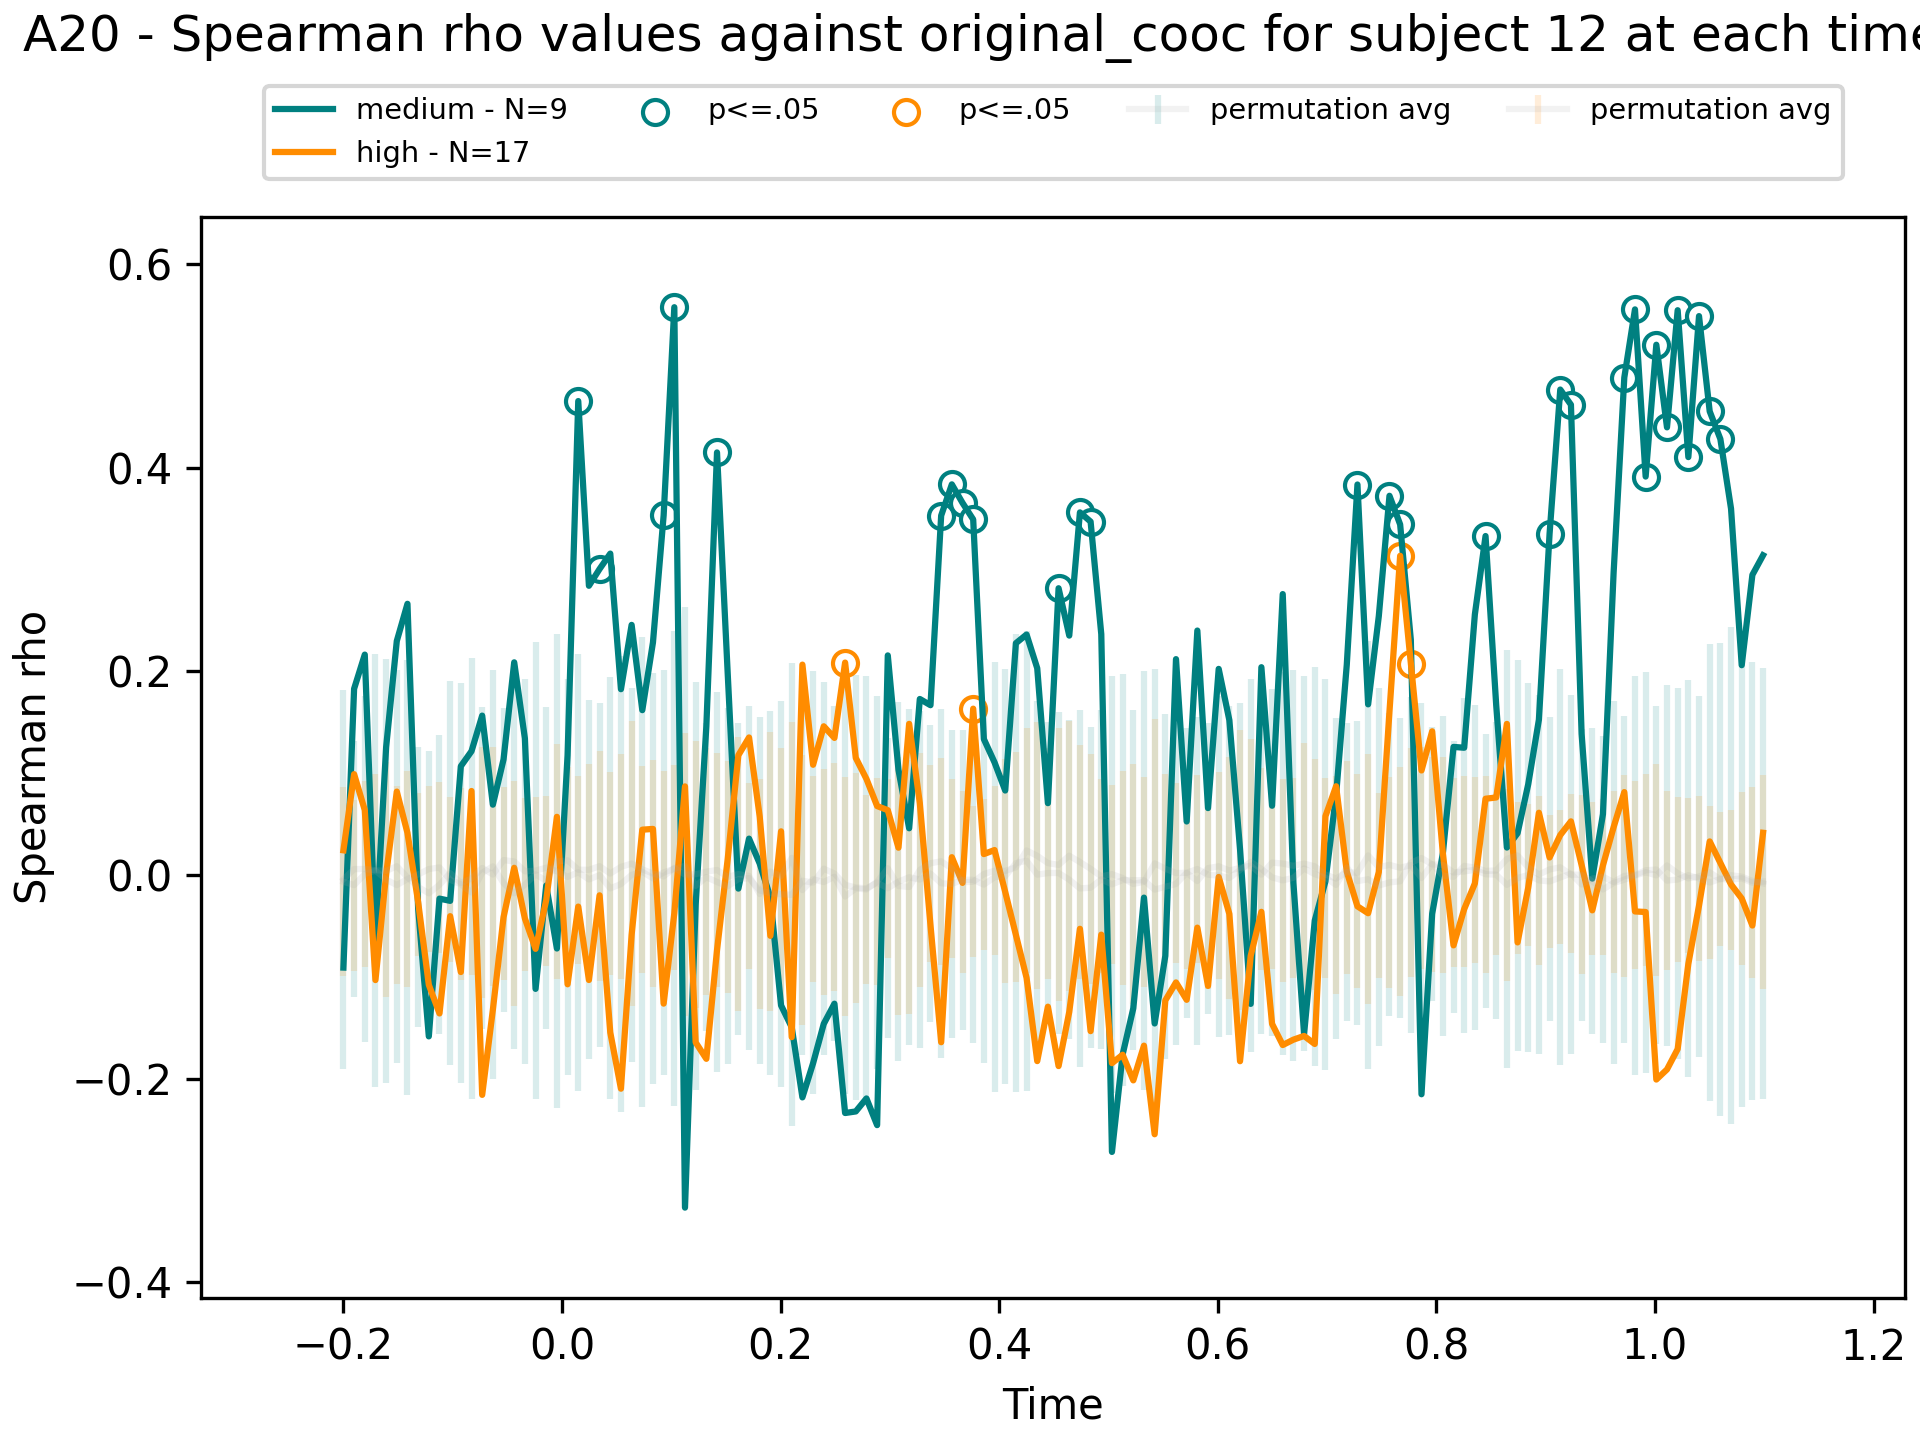 A20 - Spearman rho values against original_cooc for subject 12 at each time
medium - N=9
high - N=17
p<=.05
p<=.05
permutation avg
permutation avg
Spearman rho
0.6
0.4
0.2
0.0
−0.2
−0.4
−0.2 0.0 0.2 0.4 0.6 0.8 1.0 1.2
Time